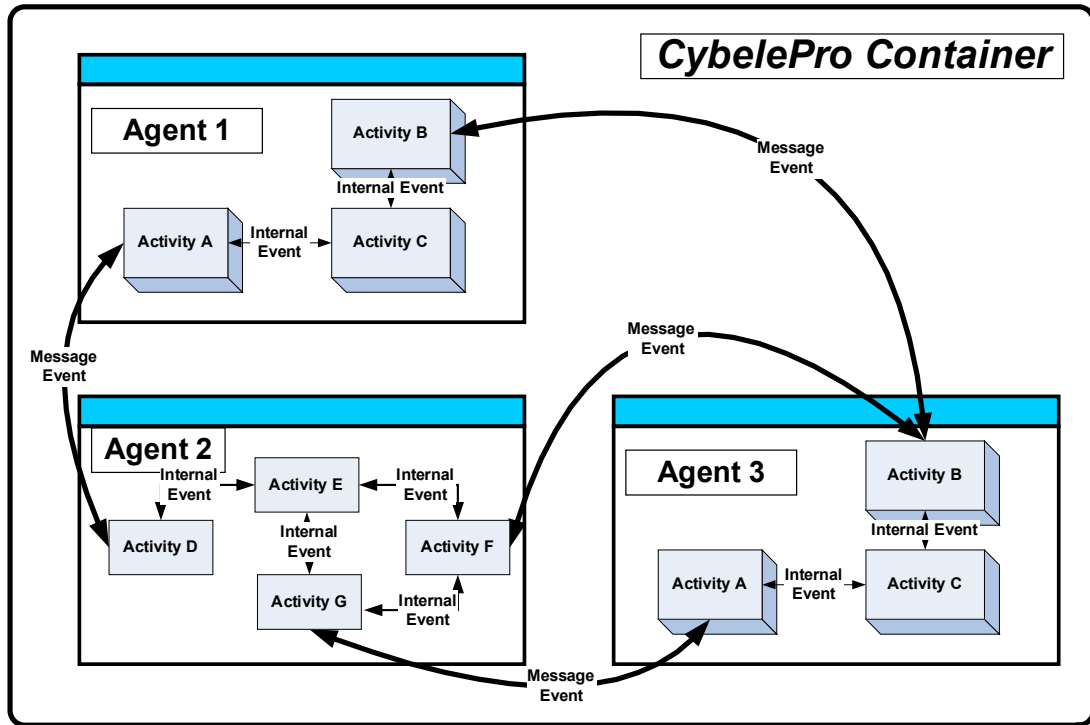 CybelePro Container
Agent 1
Activity B
Internal Event
Activity A
Internal
Event
Activity C
Message
Event
Message
Event
Message
Event
Agent 2
Internal
Event
Activity E
Internal
Event
Activity D
Internal
Event
Activity F
Activity G
Internal
Event
Agent 3
Activity B
Internal Event
Activity A
Internal
Event
Activity C
Message
Event